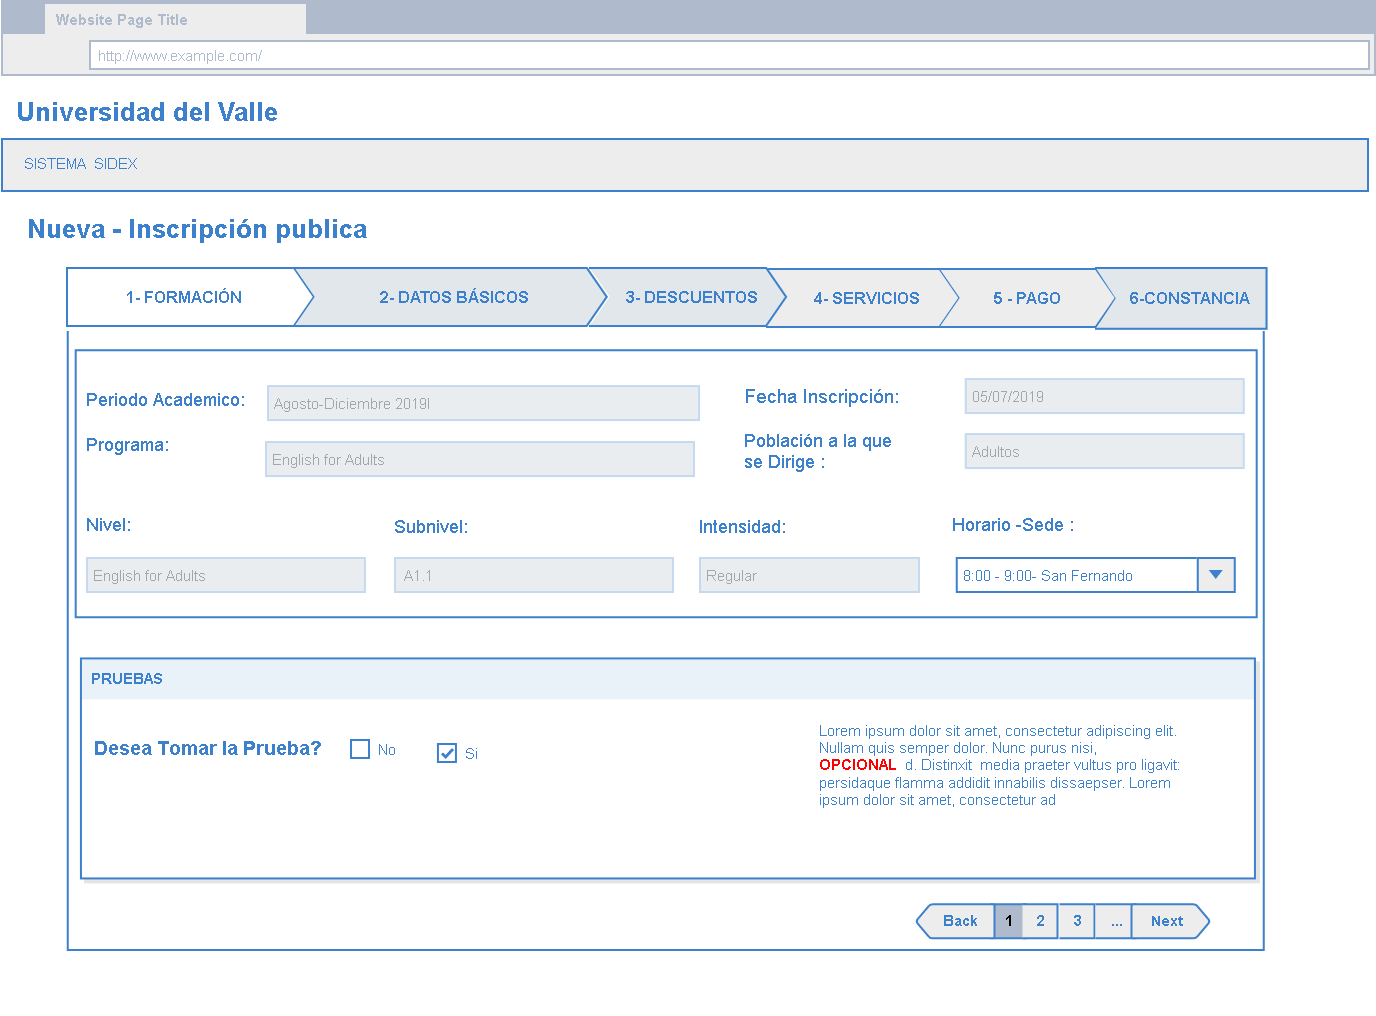 Website Page Title
http://www.example.com/
Universidad del Valle
SISTEMA SIDEX
Nueva - Inscripción publica
1- FORMACIÓN
2- DATOS BÁSICOS
3- DESCUENTOS
4- SERVICIOS
5 - PAGO
6-CONSTANCIA
Periodo Academico:
Agosto-Diciembre 2019I
Fecha Inscripción:
05/07/2019
Programa:
English for Adults
Población a la que
se Dirige :
Adultos
Nivel:
Subnivel:
Intensidad:
Horario -Sede :
English for Adults
A1.1
Regular
8:00 - 9:00- San Fernando
PRUEBAS
Desea Tomar la Prueba?
No
Si
Lorem ipsum dolor sit amet, consectetur adipiscing elit.
Nullam quis semper dolor. Nunc purus nisi,
OPCIONAL d. Distinxit media praeter vultus pro ligavit:
persidaque flamma addidit innabilis dissaepser. Lorem
ipsum dolor sit amet, consectetur ad
Back
1
2
3
...
Next